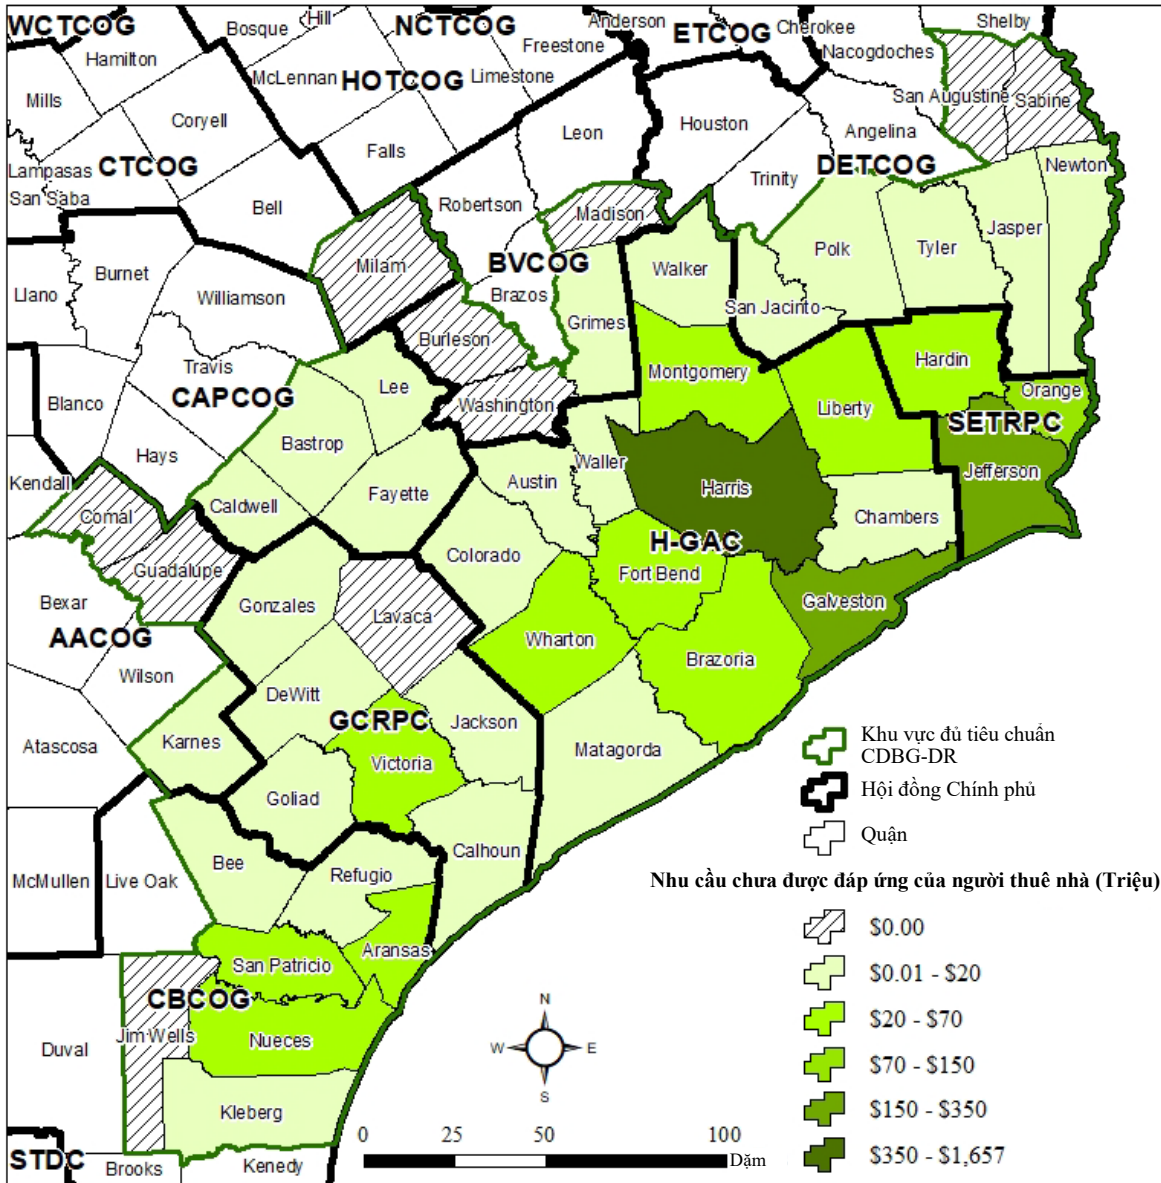 WCTCOG
Bosque
Hill
NCTCOG
Anderson
ETCOG
Cherokee
Shelby
Hamilton
Freestone
Nacogdoches
McLennan
HOTCOG
Limestone
Mills
San Augustine
Sabine
Coryell
Leon
Houston
Angelina
Falls
Lampasas
CTCOG
DETCOG
Newton
San Saba
Trinity
Bell
Robertson
Madison
Jasper
Polk
Tyler
Milam
BVCOG
Walker
Burnet
Llano
Williamson
Brazos
San Jacinto
Grimes
Burleson
Hardin
Travis
Montgomery
Lee
Orange
Blanco
CAPCOG
Washington
Liberty
SETRPC
Bastrop
Hays
Waller
Jefferson
Kendall
Austin
Harris
Fayette
Caldwell
Comal
Chambers
H-GAC
Colorado
Guadalupe
Fort Bend
Bexar
Gonzales
Galveston
Lavaca
AACOG
Wharton
Brazoria
Wilson
DeWitt
GCRPC
Jackson
Atascosa
Karnes
Matagorda
Victoria
Goliad
Calhoun
Bee
Refugio
McMullen
Live Oak
Aransas
San Patricio
CBCOG
Jim Wells
Nueces
Duval
Kleberg
STDC
Brooks
Kenedy
N
W
E
S
0
25
50
100
Dặm
Khu vực đủ tiêu chuẩn
CDBG-DR
Hội đồng Chính phủ
Quận
Nhu cầu chưa được đáp ứng của người thuê nhà (Triệu)
$0.00
$0.01 - $20
$20 - $70
$70 - $150
$150 - $350
$350 - $1,657